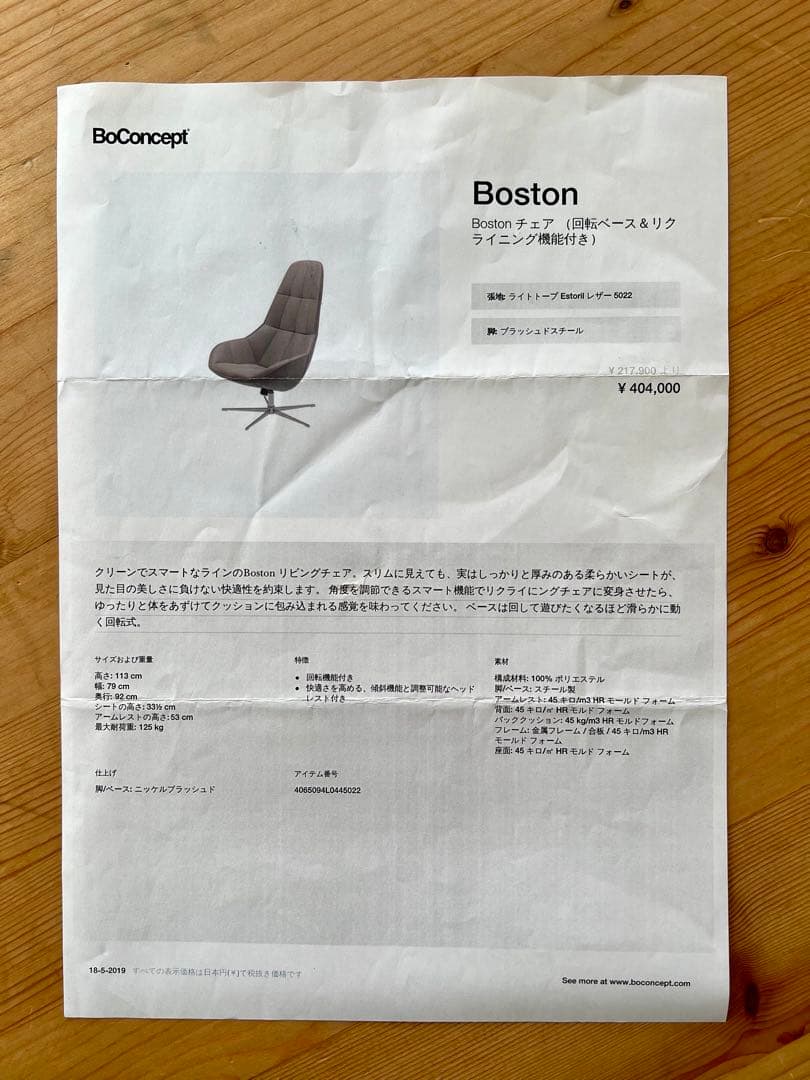 BoConcept
Boston
Boston チェア （回転ベース＆リク
ライニング機能付き）
張地: ライトトープ Estoril レザー 5022
脚: ブラッシュドスチール
¥ 217,900 より
¥ 404,000
クリーンでスマートなラインのBoston リビングチェア。スリムに見えても、実はしっかりと厚みのある柔らかいシートが、
見た目の美しさに負けない快適性を約束します。 角度を調節できるスマート機能でリクライにングチェアに変身させたら、
ゆったりと体をあずけてクッションに包み込まれる感覚を味わってください。 ベースは回して遊びたくなるほど滑らかに動
く回転式。
サイズおよび重量
高さ: 113 cm
幅: 79 cm
奥行: 92 cm
シートの高さ: 33½ cm
アームレストの高さ: 53 cm
最大耐荷重: 125 kg
特徴
• 回転機能付き
• 快適さを高める、傾斜機能と調整可能なヘッド
レスト付き
素材
構成材料: 100% ポリエステル
脚/ベース: スチール製
アームレスト: 45 キロ/m3 HR モールド フォーム
背面: 45 キロ/㎥ HR モルド フォーム
バッククッション: 45 kg/m3 HR モルドフォーム
フレーム: 金属フレーム / 合板 / 45 キロ/m3 HR
モールド フォーム
座面: 45 キロ/㎥ HR モルド フォーム
仕上げ
脚/ベース: ニッケルブラッシュド
アイテム番号
4065094L0445022
18-5-2019 すべての表示価格は日本円(¥)で税抜き価格です
See more at www.boconcept.com